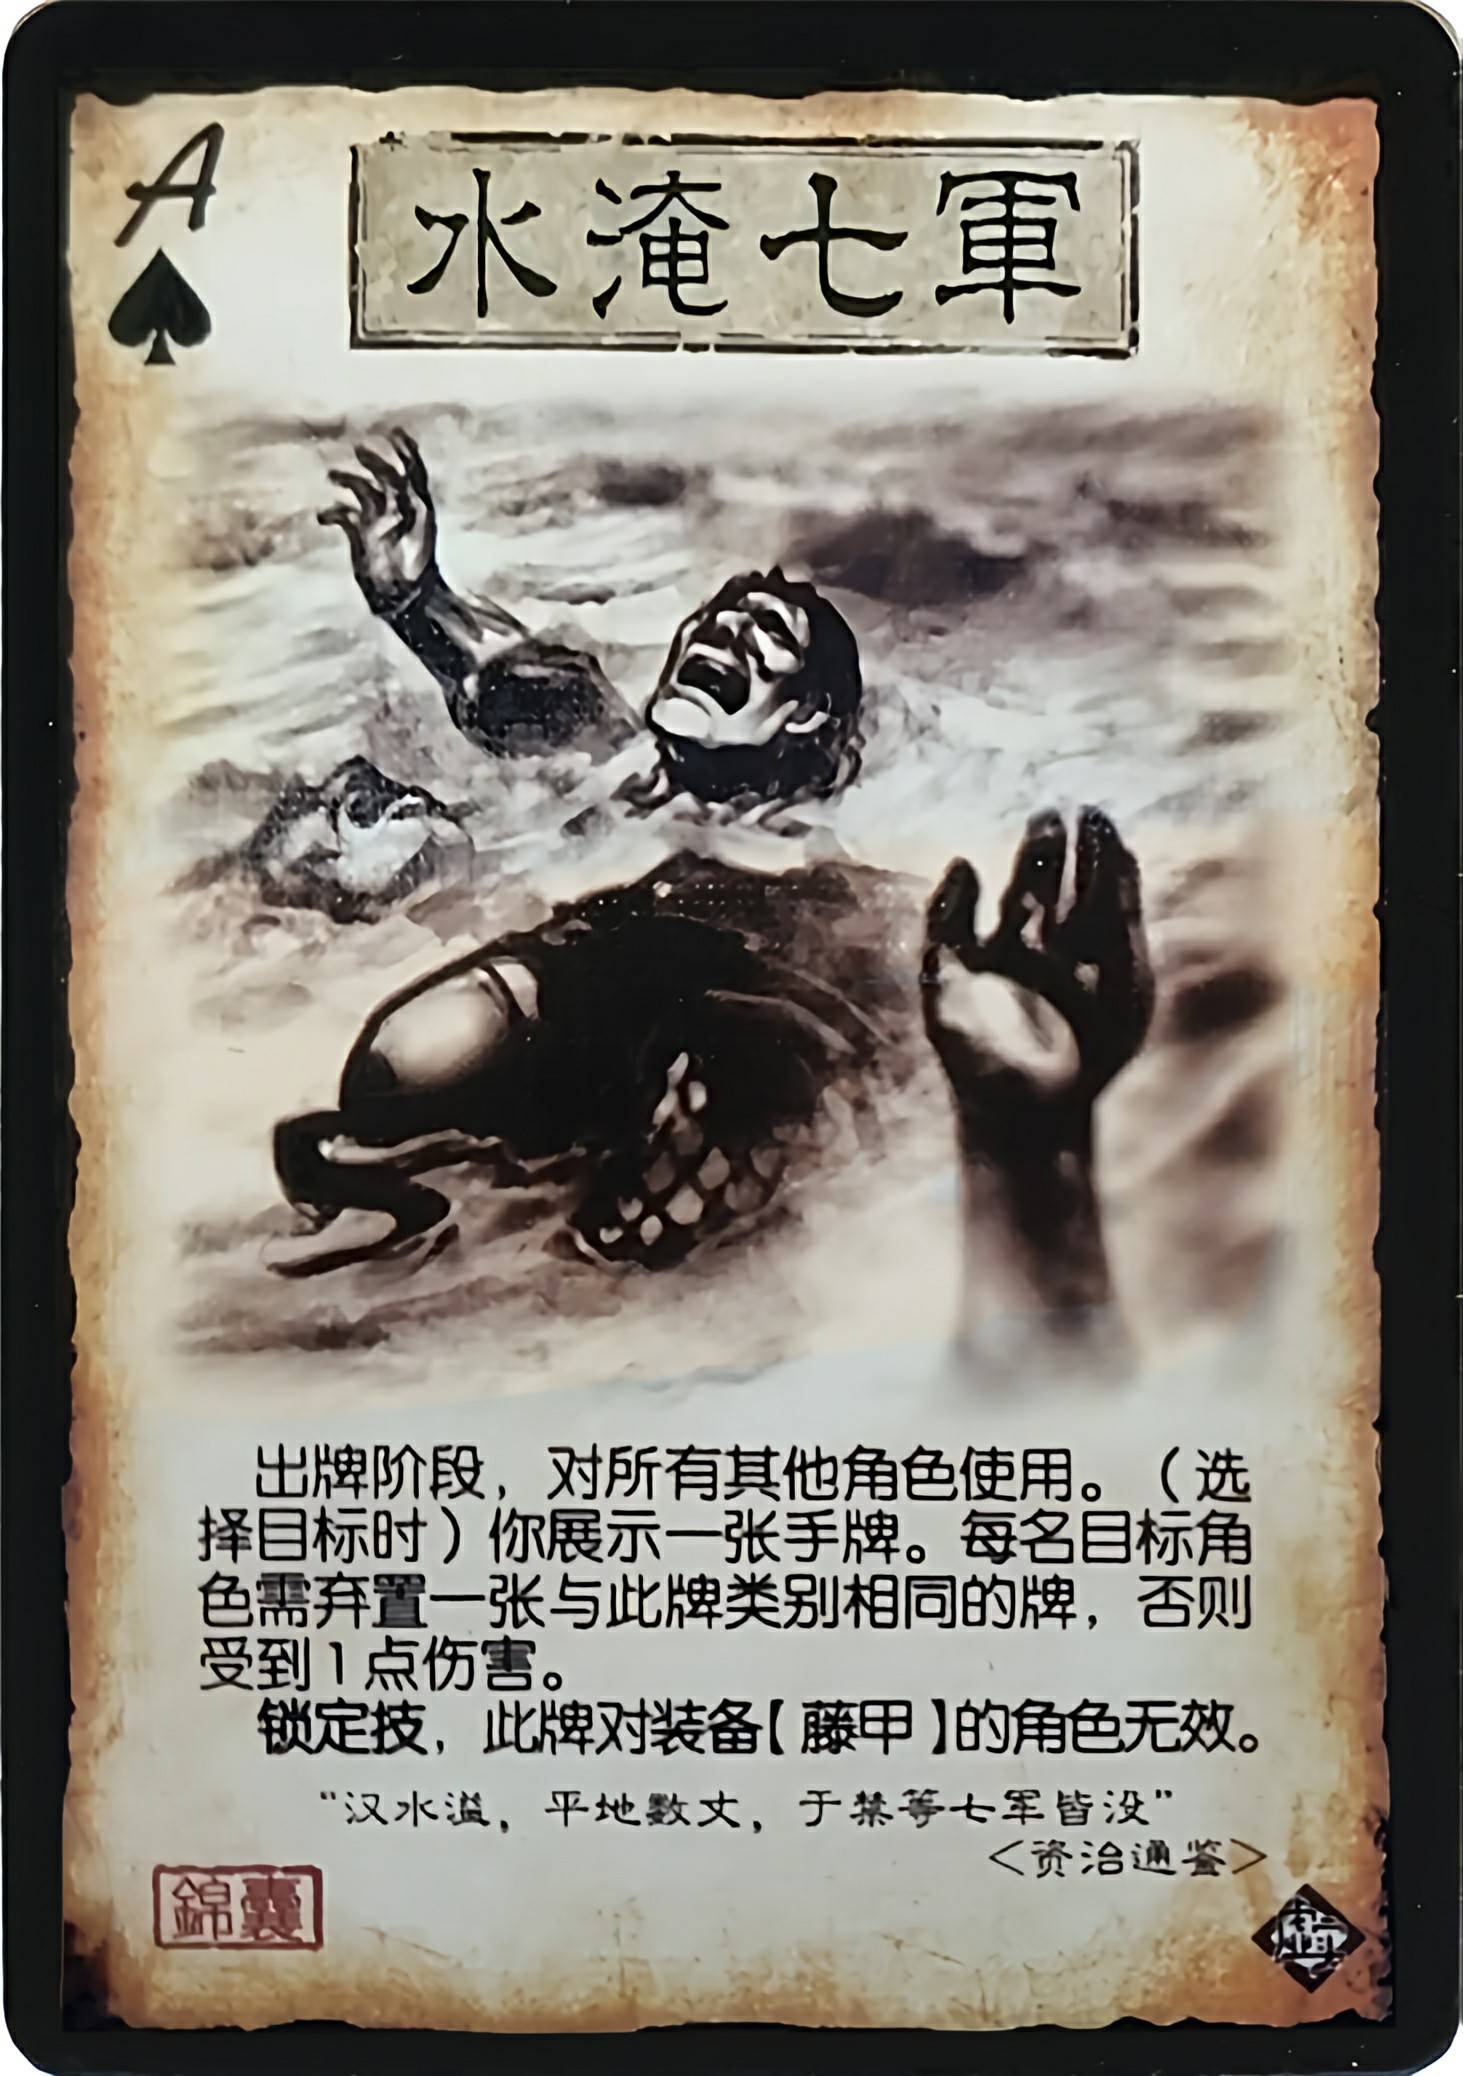 A
水淹七軍
出牌阶段，对所有其他角色使用。（选
择目标时）你展示一张手牌。每名目标角
色需弃置一张与此牌类别相同的牌，否则
受到1点伤害。
锁定技，此牌对装备【藤甲】的角色无效。
“汉水溢，平地数丈，于禁等七军皆没”
＜资治通鉴＞
錦囊